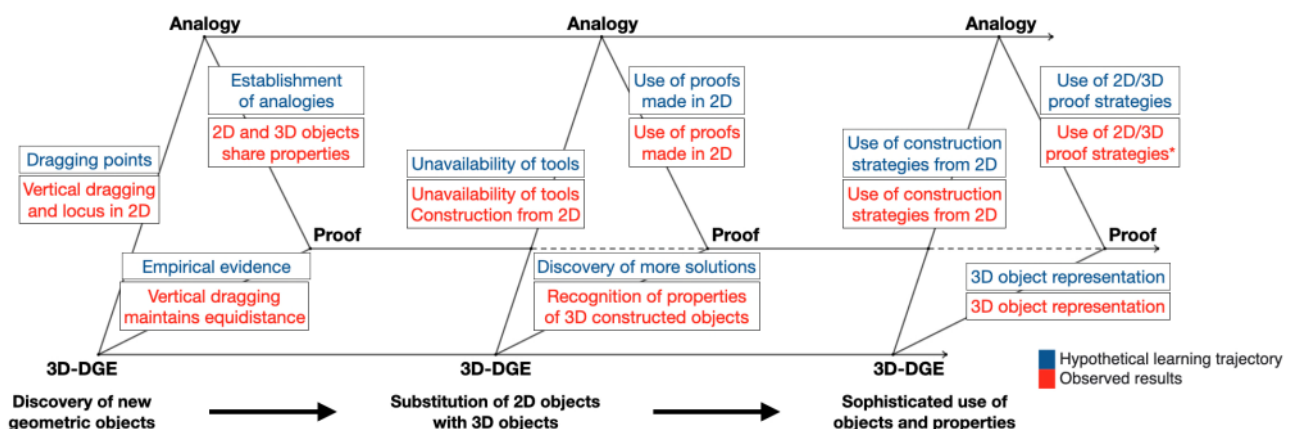 Analogy
Analogy
Analogy
Establishment
of analogies
2D and 3D objects
share properties
Use of proofs
made in 2D
Use of proofs
made in 2D
Use of 2D/3D
proof strategies
Use of 2D/3D
proof strategies*
Dragging points
Vertical dragging
and locus in 2D
Unavailability of tools
Unavailability of tools
Construction from 2D
Use of construction
strategies from 2D
Use of construction
strategies from 2D
Proof
Proof
Proof
Empirical evidence
Vertical dragging
maintains equidistance
Discovery of more solutions
Recognition of properties
of 3D constructed objects
3D object representation
3D object representation
3D-DGE
3D-DGE
3D-DGE
Hypothetical learning trajectory
Observed results
Discovery of new
geometric objects
Substitution of 2D objects
with 3D objects
Sophisticated use of
objects and properties